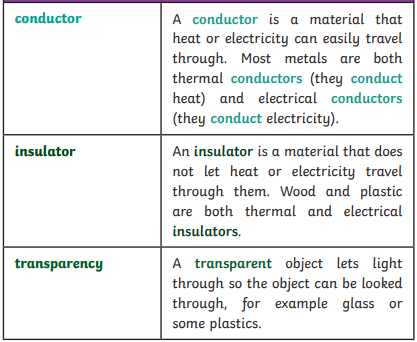 conductor
A conductor is a material that
heat or electricity can easily travel
through. Most metals are both
thermal conductors (they conduct
heat) and electrical conductors
(they conduct electricity).
insulator
An insulator is a material that does
not let heat or electricity travel
through them. Wood and plastic
are both thermal and electrical
insulators.
transparency
A transparent object lets light
through so the object can be looked
through, for example glass or
some plastics.